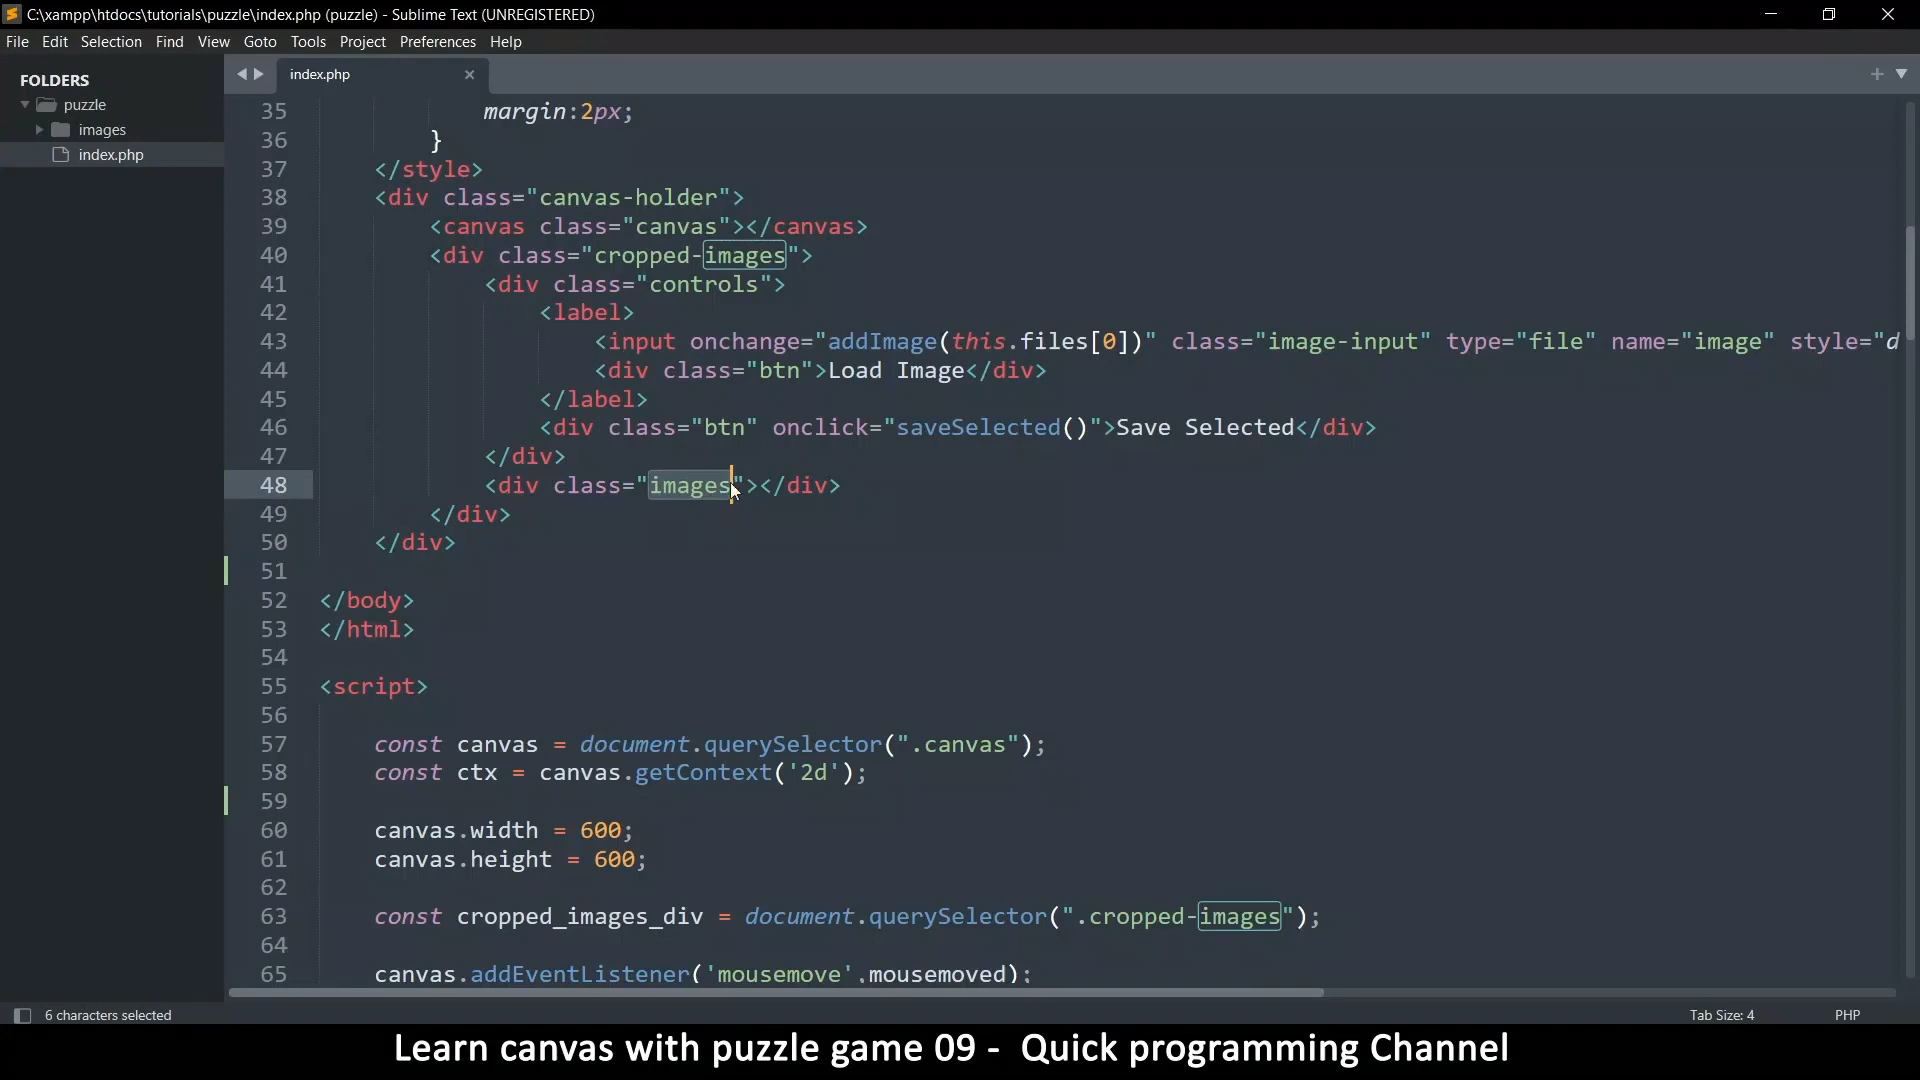 C:\xampp\htdocs\tutorials\puzzle\index.php (puzzle) - Sublime Text (UNREGISTERED)
File Edit Selection Find View Goto Tools Project Preferences Help
FOLDERS
puzzle
images
index.php
index.php
35 margin:2px;
36 }
37 </style>
38 <div class="canvas-holder">
39 <canvas class="canvas"></canvas>
40 <div class="cropped-images">
41 <div class="controls">
42 <label>
43 <input onchange="addImage(this.files[0])" class="image-input" type="file" name="image" style="d
44 <div class="btn">Load Image</div>
45 </label>
46 <div class="btn" onclick="saveSelected()">Save Selected</div>
47 </div>
48 <div class="images"></div>
49 </div>
50 </div>
51
52 </body>
53 </html>
54
55 <script>
56
57 const canvas = document.querySelector(".canvas");
58 const ctx = canvas.getContext('2d');
59
60 canvas.width = 600;
61 canvas.height = 600;
62
63 const cropped_images_div = document.querySelector(".cropped-images");
64
65 canvas.addEventListener('mousemove',mousemoved);
6 characters selected
Tab Size: 4
PHP
Learn canvas with puzzle game 09 - Quick programming Channel